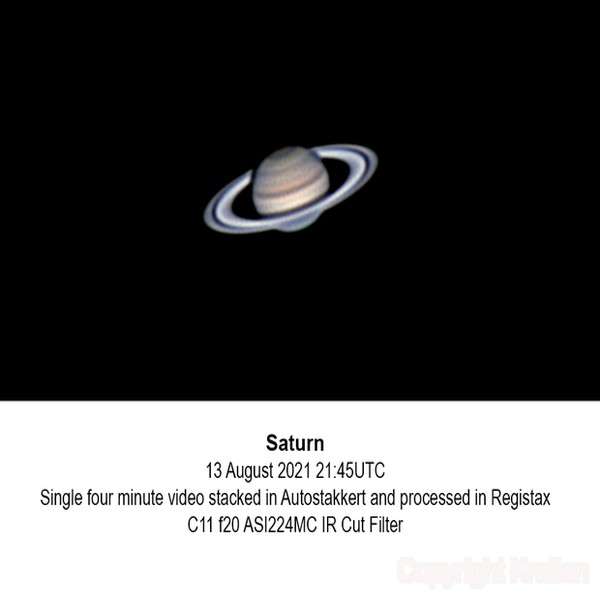 Saturn
13 August 2021 21:45UTC
Single four minute video stacked in Autostakkert and processed in Registax
C11 f20 ASI224MC IR Cut Filter
Copyright